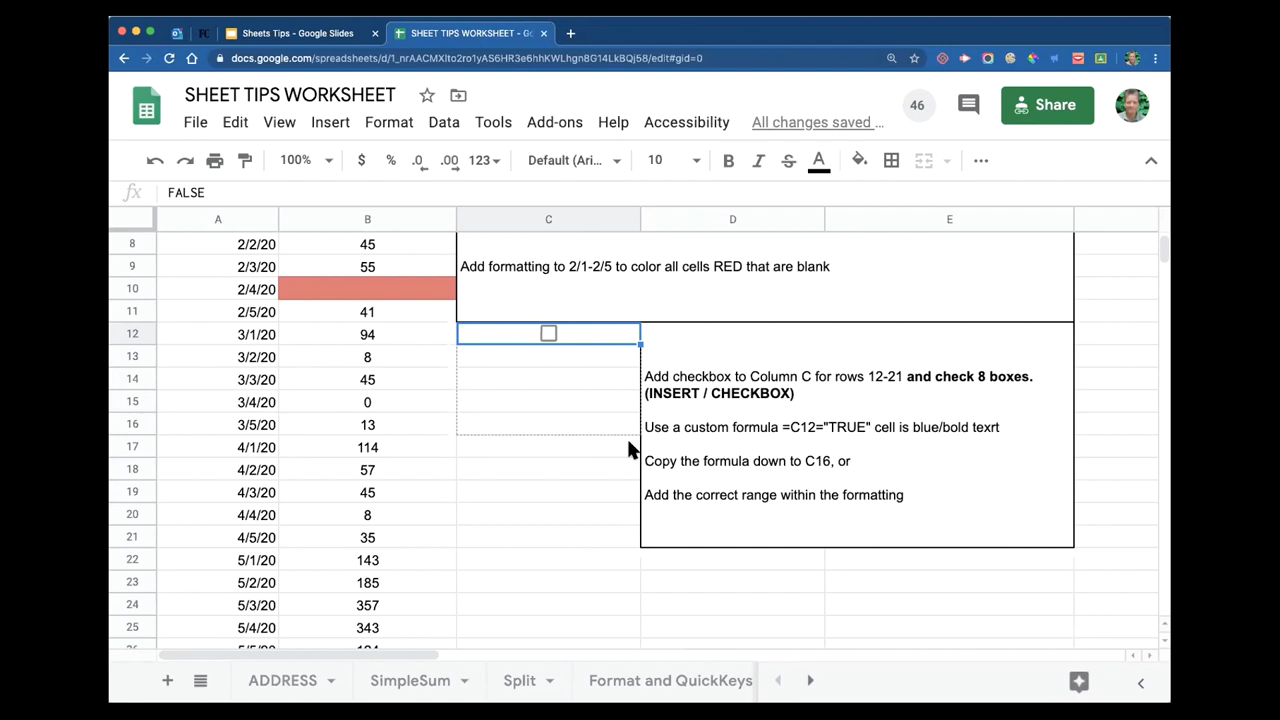 Sheets Tips - Google Slides
SHEET TIPS WORKSHEET - Go
docs.google.com/spreadsheets/d/1_nrAACMXIto2ro1yAS6HR3e6hhKWLhgn8G14LkBQj58/edit#gid=0
SHEET TIPS WORKSHEET
46
Share
File Edit View Insert Format Data Tools Add-ons Help Accessibility All changes saved ...
100% $ % .0 .00 123 Default (Ari... 10 B I S A
fx FALSE
A B C D E
8 2/2/20 45
9 2/3/20 55 Add formatting to 2/1-2/5 to color all cells RED that are blank
10 2/4/20
11 2/5/20 41
12 3/1/20 94
13 3/2/20 8
14 3/3/20 45 Add checkbox to Column C for rows 12-21 and check 8 boxes.
(INSERT / CHECKBOX)
15 3/4/20 0
16 3/5/20 13 Use a custom formula =C12="TRUE" cell is blue/bold texrt
17 4/1/20 114
18 4/2/20 57 Copy the formula down to C16, or
19 4/3/20 45 Add the correct range within the formatting
20 4/4/20 8
21 4/5/20 35
22 5/1/20 143
23 5/2/20 185
24 5/3/20 357
25 5/4/20 343
ADDRESS SimpleSum Split Format and QuickKeys